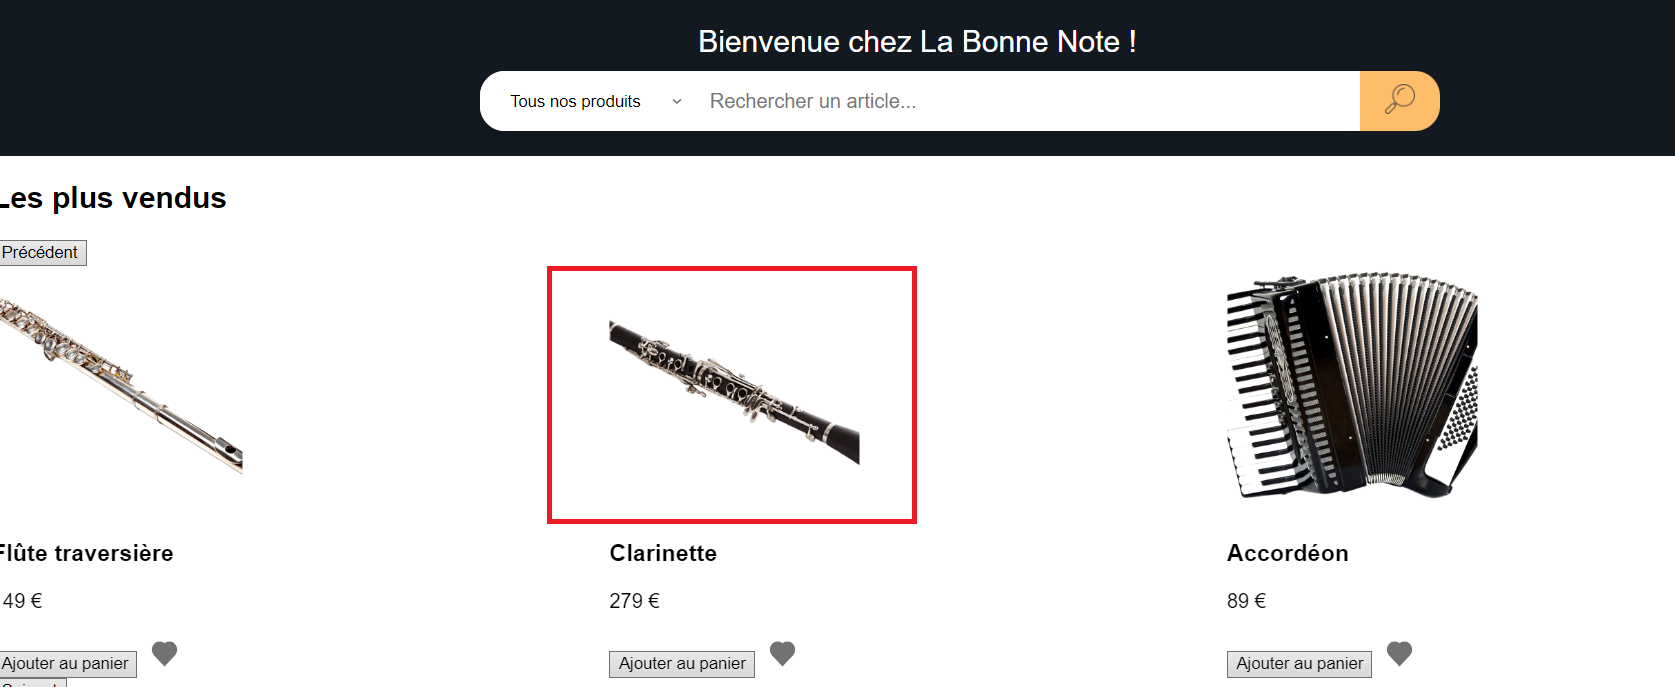 Bienvenue chez La Bonne Note !
Tous nos produits
Rechercher un article...
Les plus vendus
Précédent
Flûte traversière
Clarinette
Accordéon
49 €
279 €
89 €
Ajouter au panier
Ajouter au panier
Ajouter au panier